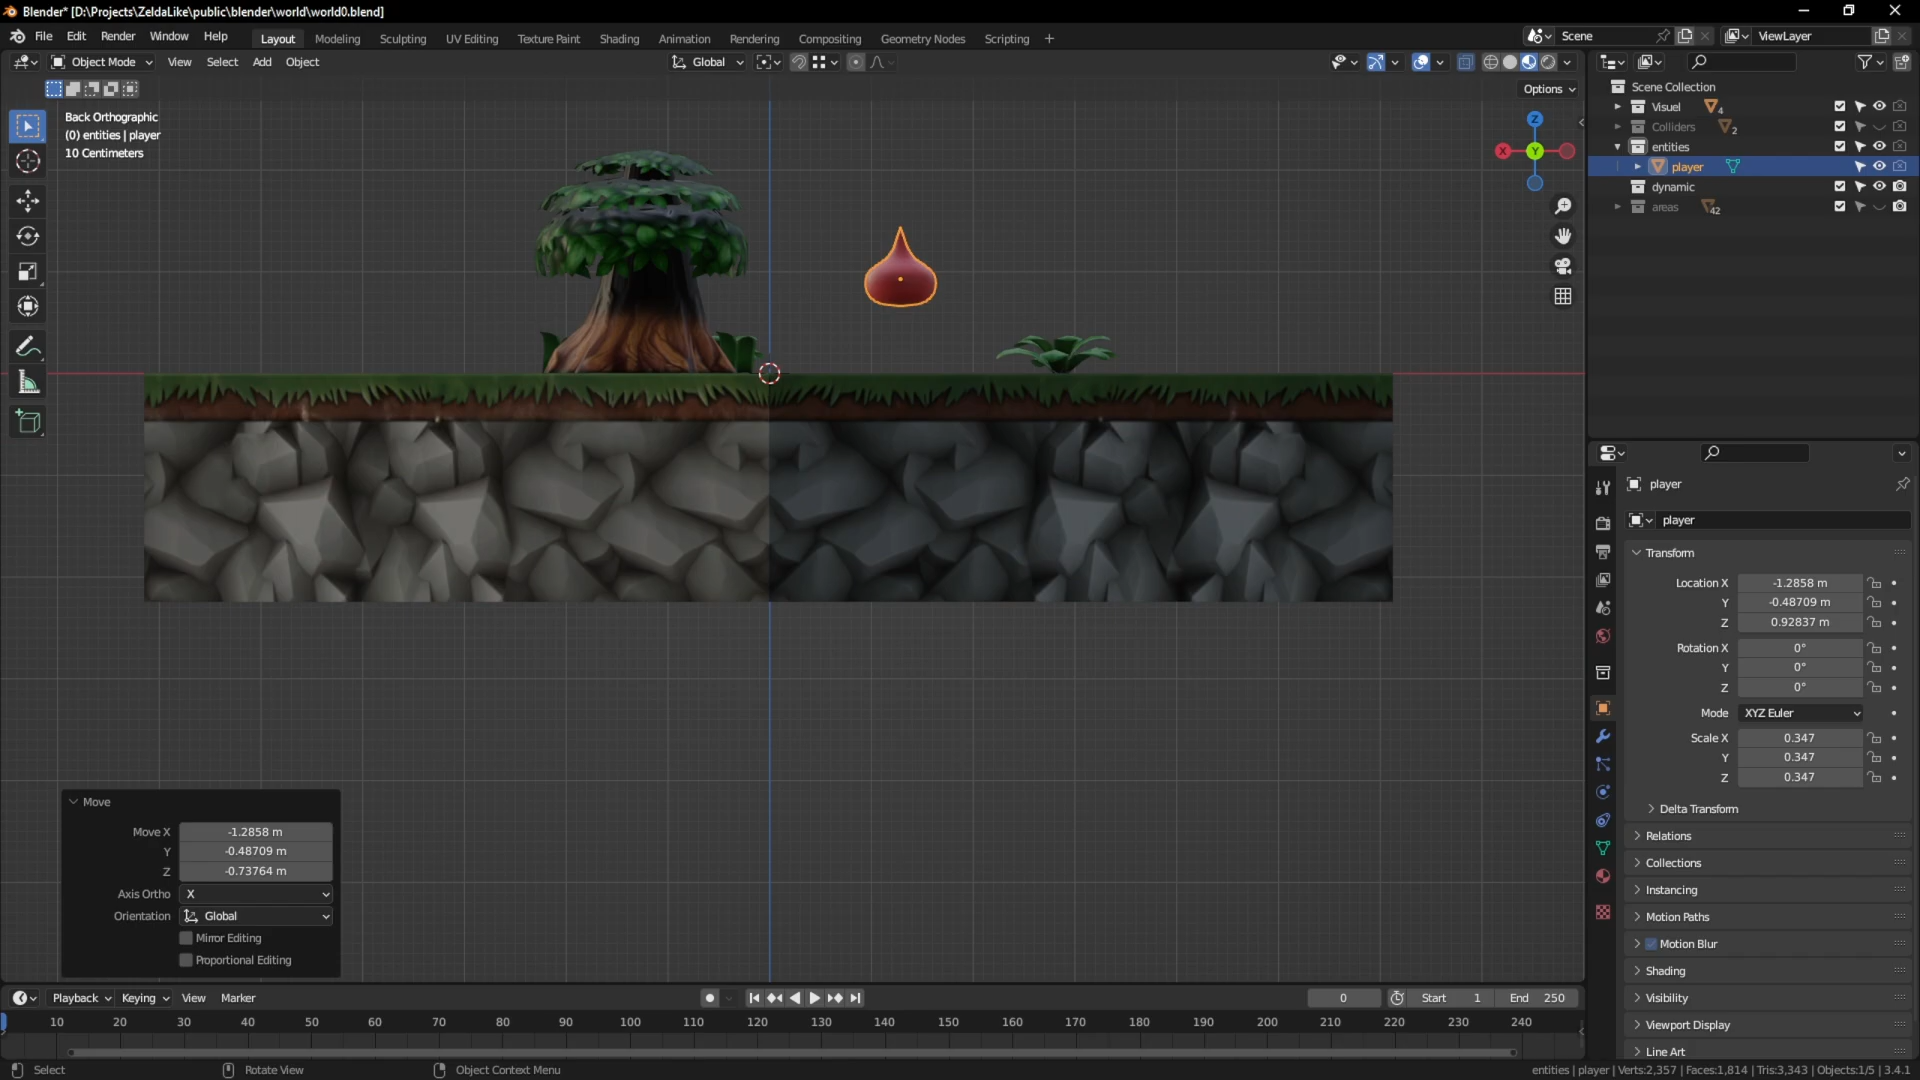 Blender* [D:\Projects\ZeldaLike\public\blender\world\world0.blend]
File Edit Render Window Help Layout Modeling Sculpting UV Editing Texture Paint Shading Animation Rendering Compositing Geometry Nodes Scripting + Scene ViewLayer
Object Mode View Select Add Object Global
Options
Back Orthographic
(0) entities | player
10 Centimeters
Z
X
Y
Scene Collection
Visuel 4
Colliders 2
entities
player
dynamic
areas 42
player
player
Transform
Location X -1.2858 m
Y -0.48709 m
Z 0.92837 m
Rotation X 0°
Y 0°
Z 0°
Mode XYZ Euler
Scale X 0.347
Y 0.347
Z 0.347
Delta Transform
Relations
Collections
Instancing
Motion Paths
Motion Blur
Shading
Visibility
Viewport Display
Line Art
Move
Move X -1.2858 m
Y -0.48709 m
Z -0.73764 m
Axis Ortho X
Orientation Global
Mirror Editing
Proportional Editing
Playback Keying View Marker 0 Start 1 End 250
10 20 30 40 50 60 70 80 90 100 110 120 130 140 150 160 170 180 190 200 210 220 230 240
Select Rotate View Object Context Menu entities | player | Verts:2,357 | Faces:1,814 | Tris:3,343 | Objects:1/5 | 3.4.1